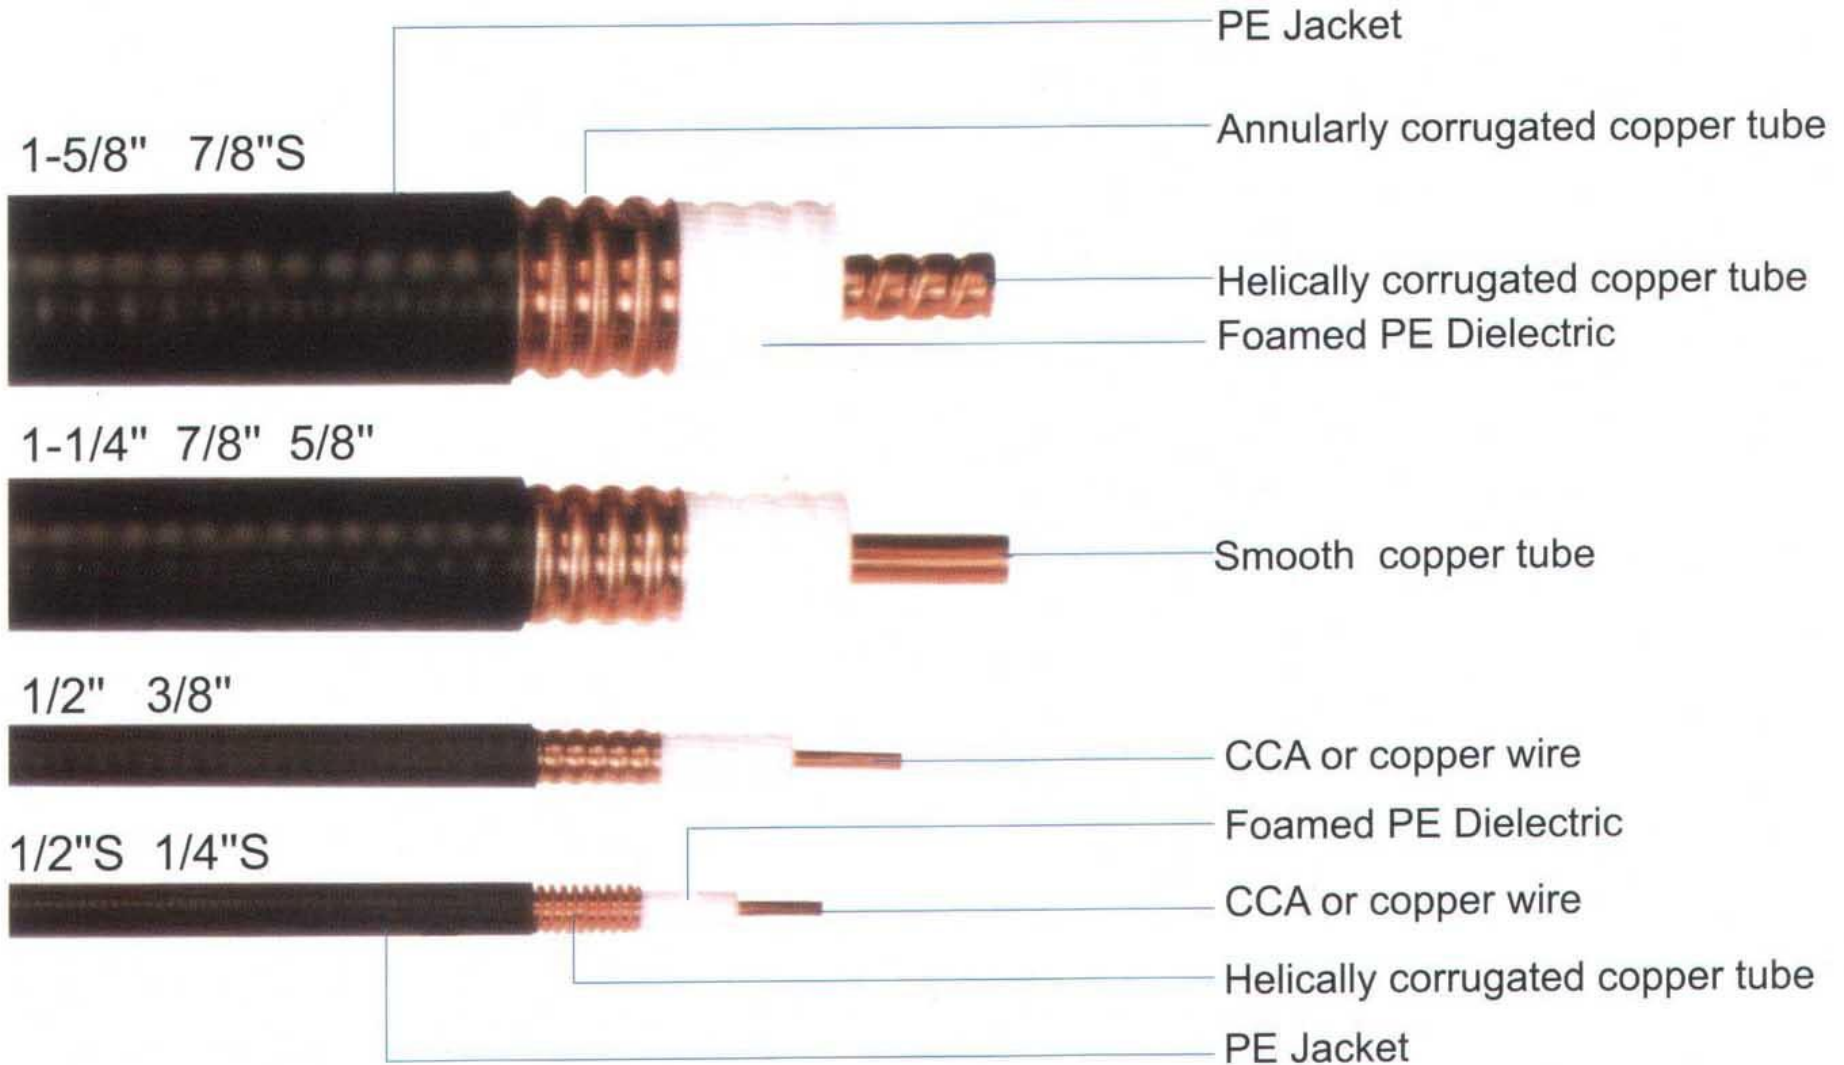 PE Jacket
Annularly corrugated copper tube
1-5/8" 7/8"S
Helically corrugated copper tube
Foamed PE Dielectric
1-1/4" 7/8" 5/8"
Smooth copper tube
1/2" 3/8"
CCA or copper wire
Foamed PE Dielectric
1/2"S 1/4"S
CCA or copper wire
Helically corrugated copper tube
PE Jacket